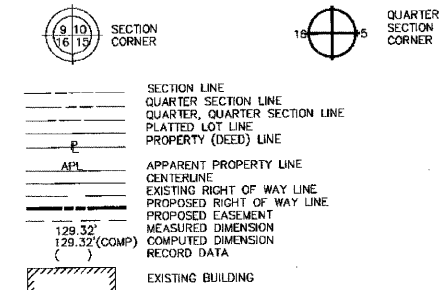 9 10
16 15
SECTION
CORNER
16
15
QUARTER
SECTION
CORNER
SECTION LINE
QUARTER SECTION LINE
QUARTER, QUARTER SECTION LINE
PLATTED LOT LINE
PROPERTY (DEED) LINE
APL
APPARENT PROPERTY LINE
CENTERLINE
EXISTING RIGHT OF WAY LINE
PROPOSED RIGHT OF WAY LINE
PROPOSED EASEMENT
129.32' MEASURED DIMENSION
129.32'(COMP) COMPUTED DIMENSION
( ) RECORD DATA
EXISTING BUILDING